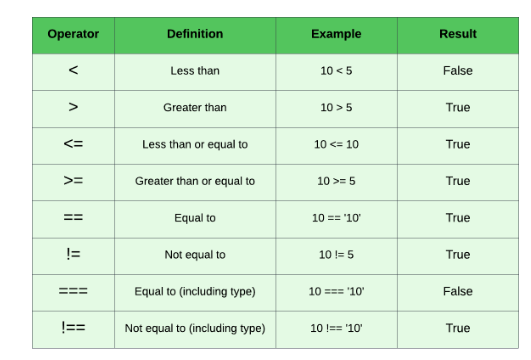 Operator Definition Example Result
< Less than 10 < 5 False
> Greater than 10 > 5 True
<= Less than or equal to 10 <= 10 True
>= Greater than or equal to 10 >= 5 True
== Equal to 10 == '10' True
!= Not equal to 10 != 5 True
=== Equal to (including type) 10 === '10' False
!== Not equal to (including type) 10 !== '10' True